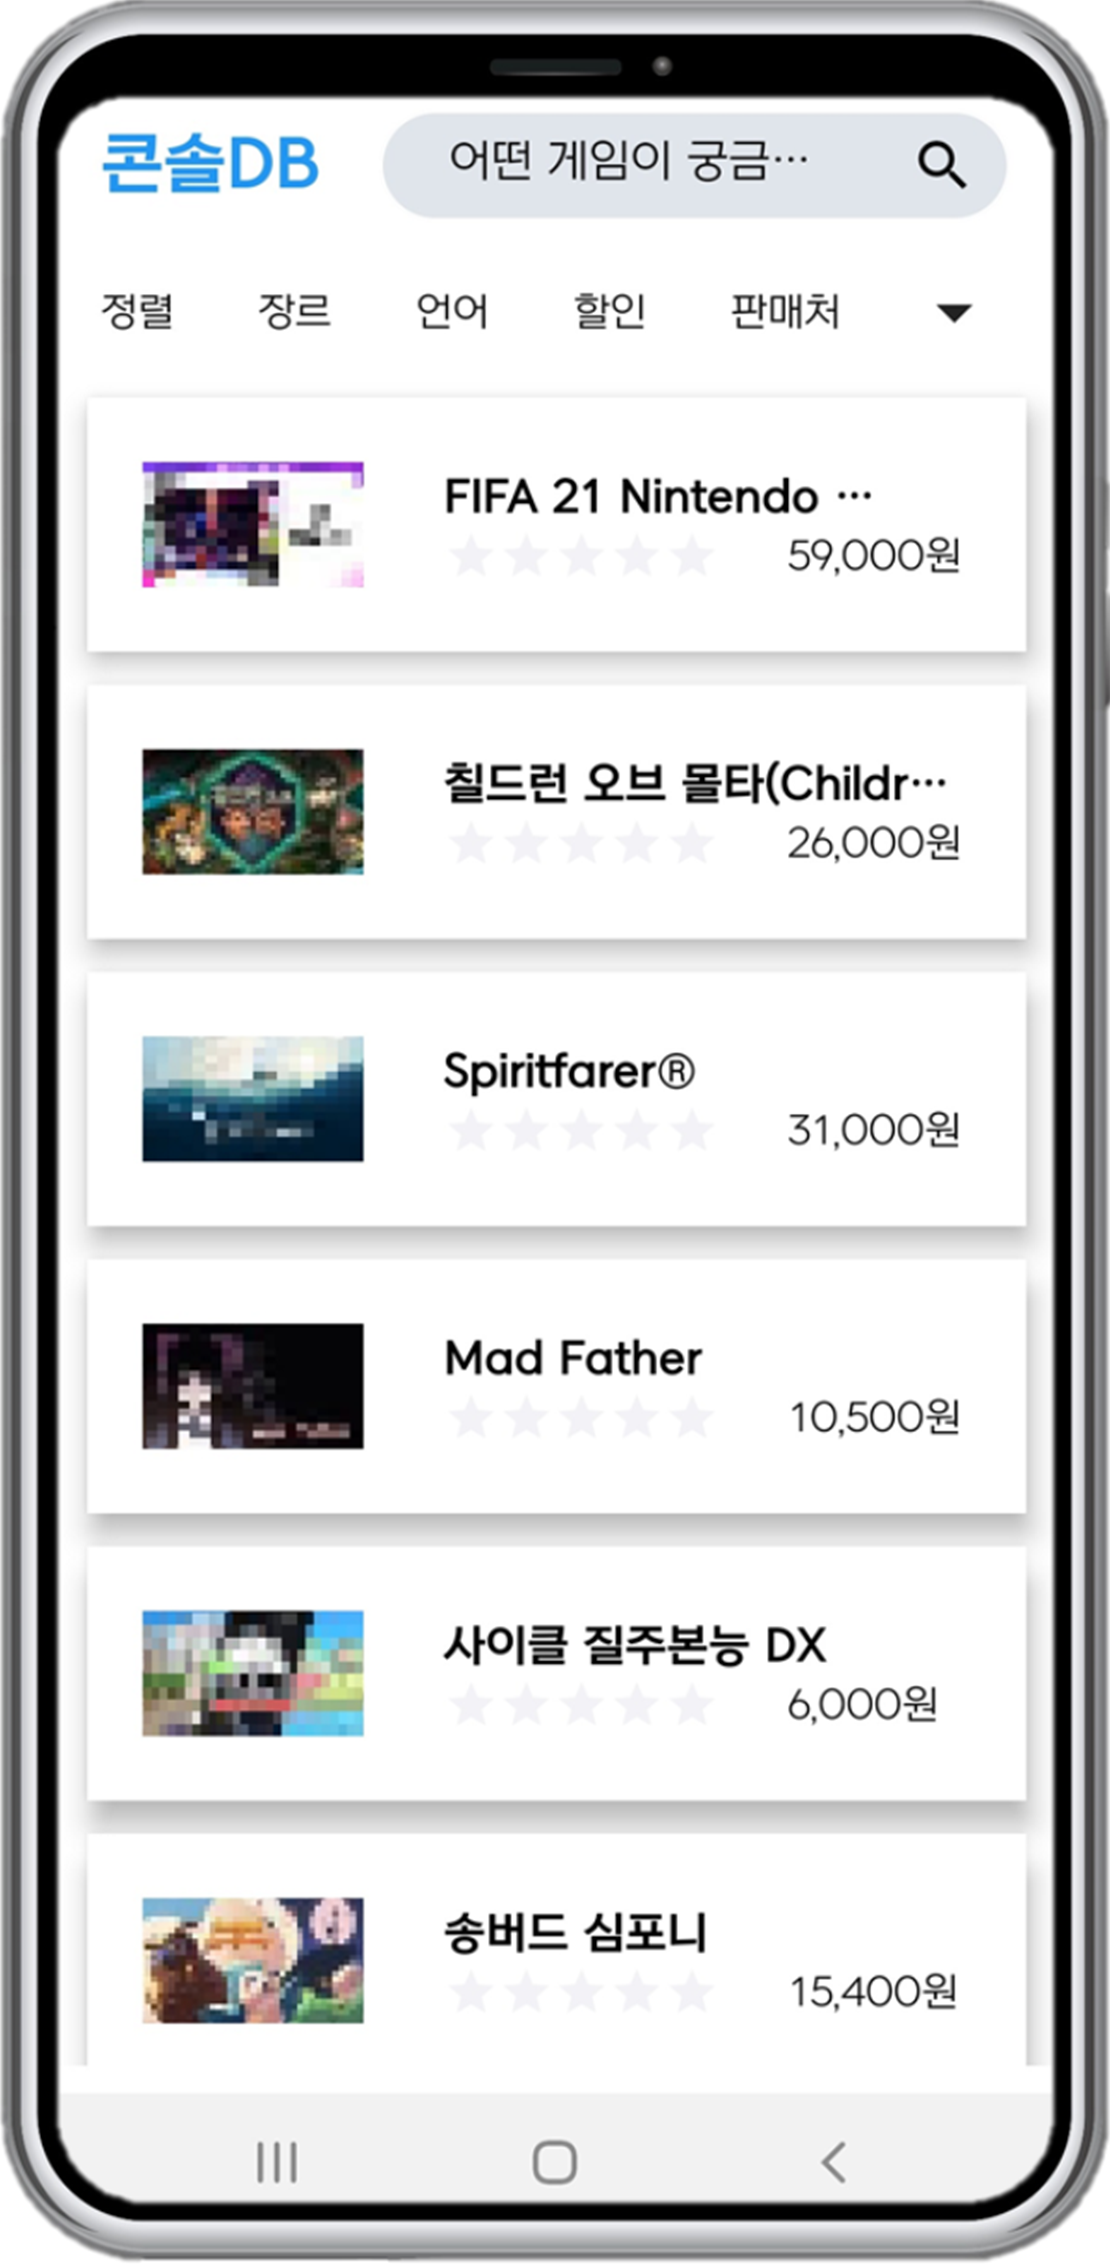 콘솔DB
어떤 게임이 궁금…
정렬 장르 언어 할인 판매처
FIFA 21 Nintendo …
59,000원
칠드런 오브 몰타(Childr…
26,000원
Spiritfarer®
31,000원
Mad Father
10,500원
사이클 질주본능 DX
6,000원
송버드 심포니
15,400원